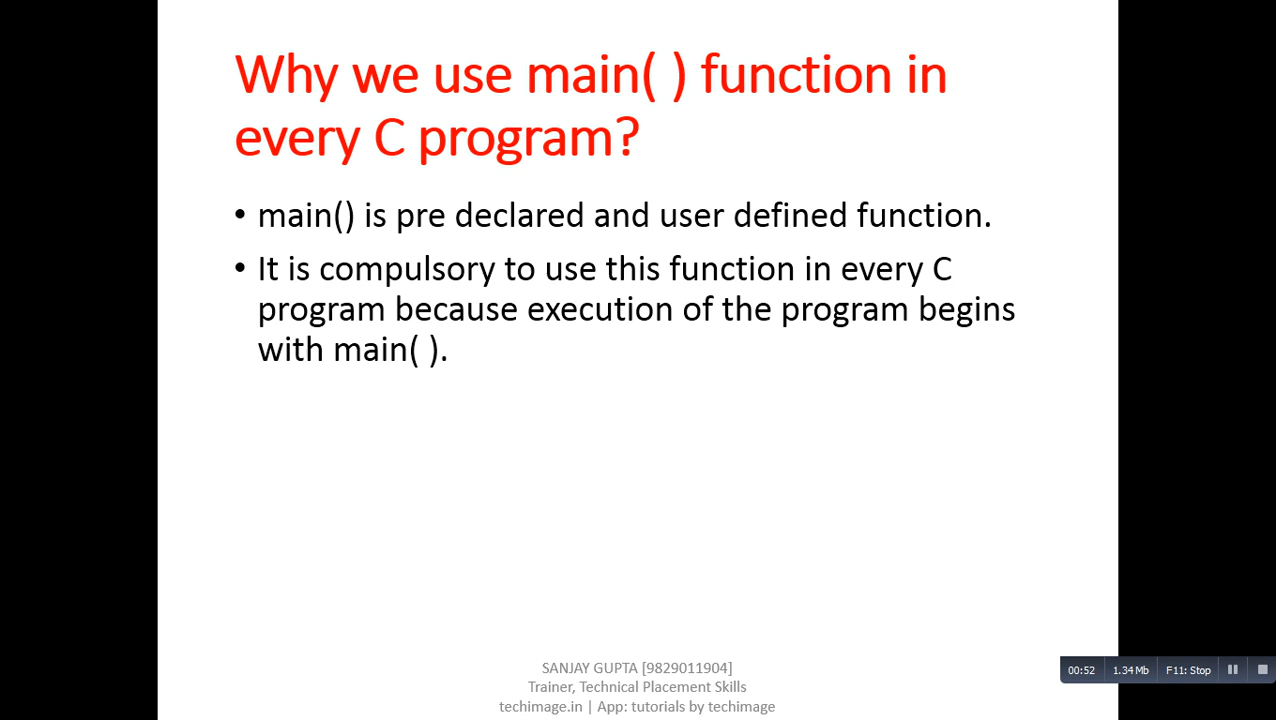 Why we use main( ) function in
every C program?
• main() is pre declared and user defined function.
• It is compulsory to use this function in every C
program because execution of the program begins
with main( ).
SANJAY GUPTA [9829011904]
Trainer, Technical Placement Skills
techimage.in | App: tutorials by techimage
00:52 1.34 Mb F11: Stop